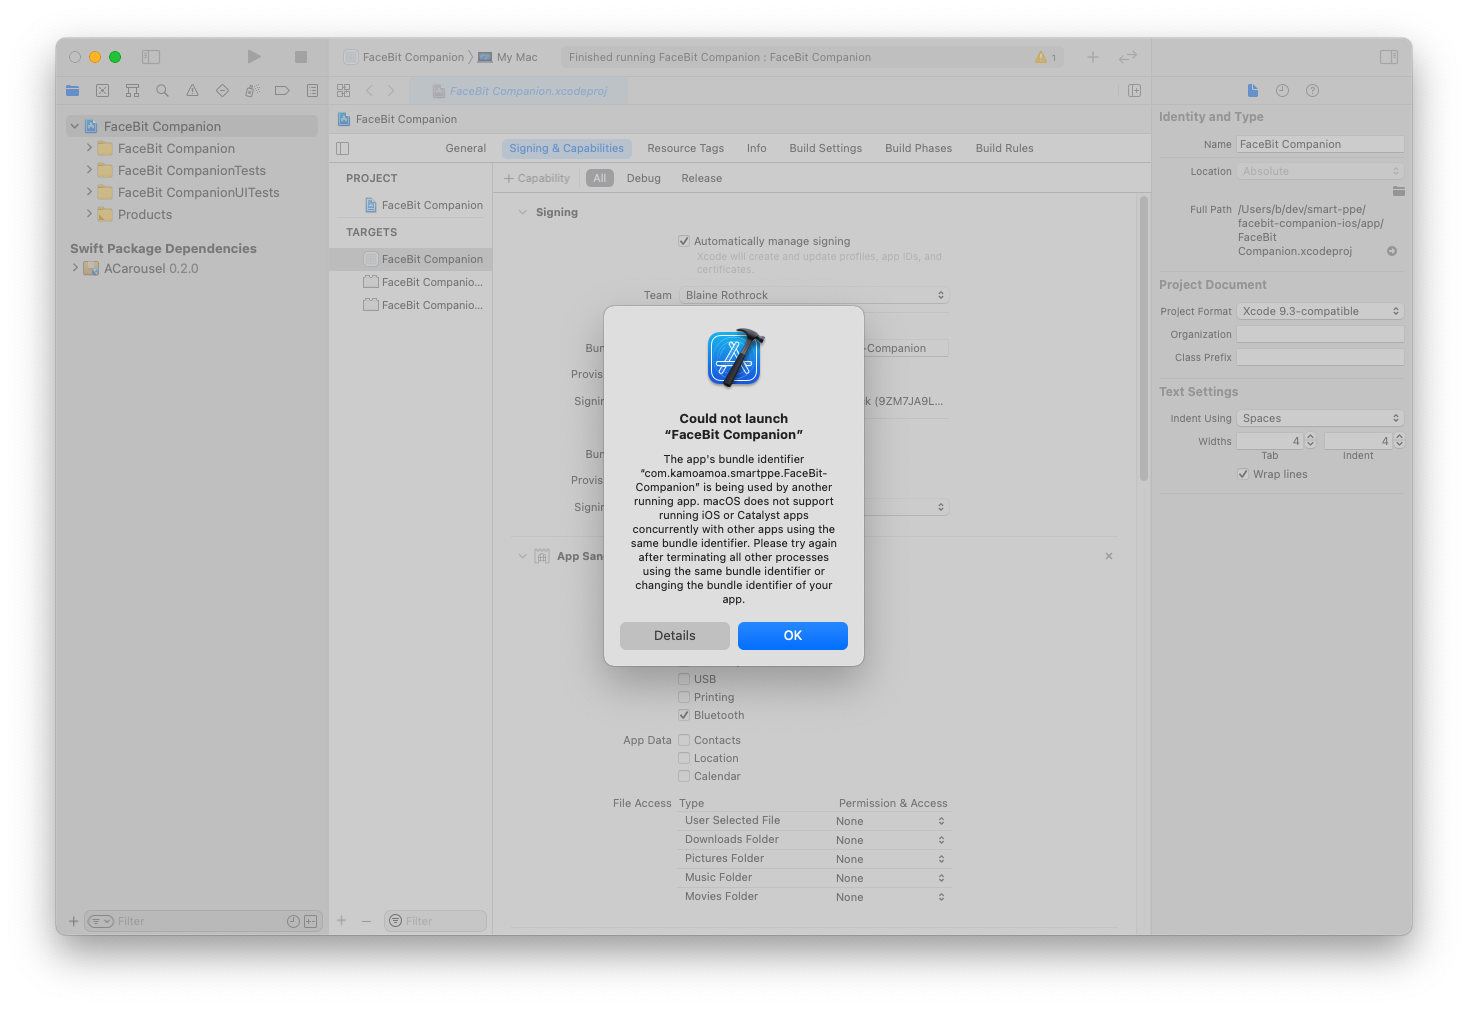 FaceBit Companion
My Mac
Finished running FaceBit Companion : FaceBit Companion
1
FaceBit Companion.xcodeproj
FaceBit Companion
FaceBit Companion
FaceBit CompanionTests
FaceBit CompanionUITests
Products
Swift Package Dependencies
ACarousel 0.2.0
Filter
FaceBit Companion
General
Signing & Capabilities
Resource Tags
Info
Build Settings
Build Phases
Build Rules
PROJECT
FaceBit Companion
TARGETS
FaceBit Companion
FaceBit Companio...
FaceBit Companio...
Filter
+ Capability
All
Debug
Release
Signing
Automatically manage signing
Xcode will create and update profiles, app IDs, and
certificates.
Team
Blaine Rothrock
Bun
-Companion
Provis
Signin
k (9ZM7JA9L...
Bun
Provis
Signin
App San
USB
Printing
Bluetooth
App Data
Contacts
Location
Calendar
File Access
Type
Permission & Access
User Selected File
None
Downloads Folder
None
Pictures Folder
None
Music Folder
None
Movies Folder
None
Could not launch
“FaceBit Companion”
The app's bundle identifier
“com.kamoamoa.smartppe.FaceBit-
Companion” is being used by another
running app. macOS does not support
running iOS or Catalyst apps
concurrently with other apps using the
same bundle identifier. Please try again
after terminating all other processes
using the same bundle identifier or
changing the bundle identifier of your
app.
Details
OK
Identity and Type
Name
FaceBit Companion
Location
Absolute
Full Path
/Users/b/dev/smart-ppe/
facebit-companion-ios/app/
FaceBit
Companion.xcodeproj
Project Document
Project Format
Xcode 9.3-compatible
Organization
Class Prefix
Text Settings
Indent Using
Spaces
Widths
4
4
Tab
Indent
Wrap lines